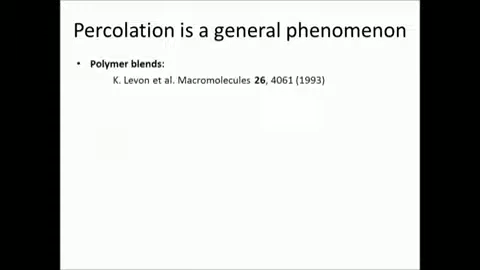 Percolation is a general phenomenon
• Polymer blends:
K. Levon et al. Macromolecules 26, 4061 (1993)